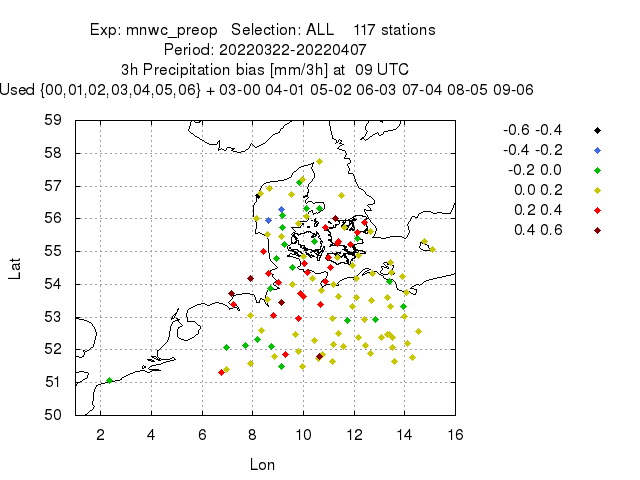 Exp: mnwc_preop Selection: ALL 117 stations
Period: 20220322-20220407
3h Precipitation bias [mm/3h] at 09 UTC
Used {00,01,02,03,04,05,06} + 03-00 04-01 05-02 06-03 07-04 08-05 09-06
59
58
57
56
55
54
53
52
51
50
Lat
2 4 6 8 10 12 14 16
Lon
-0.6 -0.4
-0.4 -0.2
-0.2 0.0
0.0 0.2
0.2 0.4
0.4 0.6